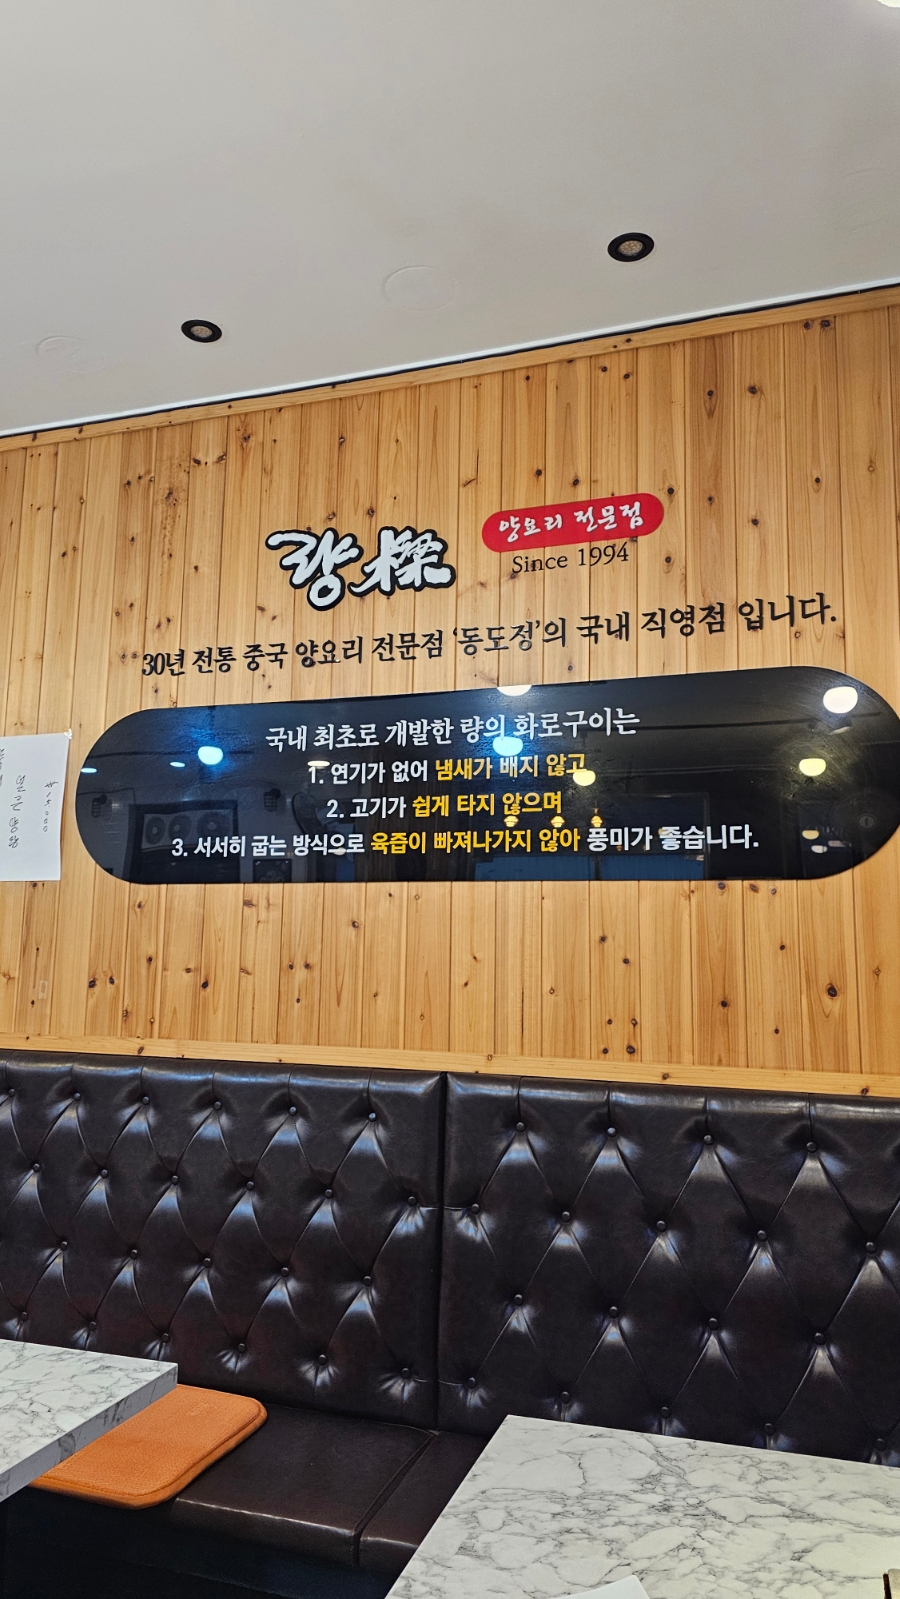 량 樑
양요리 전문점
Since 1994
30년 전통 중국 양요리 전문점 '동도정'의 국내 직영점 입니다.
국내 최초로 개발한 량의 화로구이는
1. 연기가 없어 냄새가 배지 않고
2. 고기가 쉽게 타지 않으며
3. 서서히 굽는 방식으로 육즙이 빠져나가지 않아 풍미가 좋습니다.